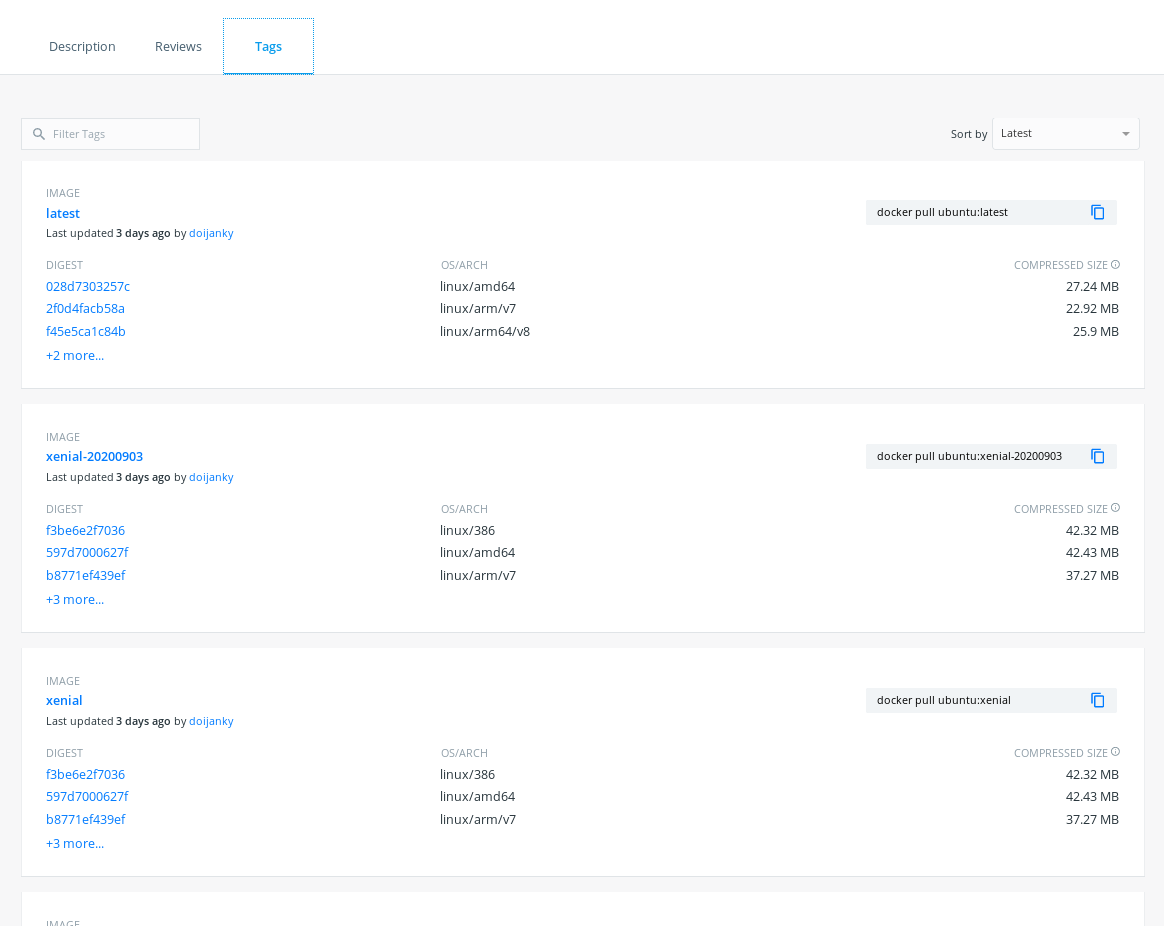 Description Reviews Tags
Filter Tags Sort by Latest
IMAGE
latest docker pull ubuntu:latest
Last updated 3 days ago by doijanky
DIGEST OS/ARCH COMPRESSED SIZE
028d7303257c linux/amd64 27.24 MB
2f0d4facb58a linux/arm/v7 22.92 MB
f45e5ca1c84b linux/arm64/v8 25.9 MB
+2 more...
IMAGE
xenial-20200903 docker pull ubuntu:xenial-20200903
Last updated 3 days ago by doijanky
DIGEST OS/ARCH COMPRESSED SIZE
f3be6e2f7036 linux/386 42.32 MB
597d7000627f linux/amd64 42.43 MB
b8771ef439ef linux/arm/v7 37.27 MB
+3 more...
IMAGE
xenial docker pull ubuntu:xenial
Last updated 3 days ago by doijanky
DIGEST OS/ARCH COMPRESSED SIZE
f3be6e2f7036 linux/386 42.32 MB
597d7000627f linux/amd64 42.43 MB
b8771ef439ef linux/arm/v7 37.27 MB
+3 more...
IMAGE